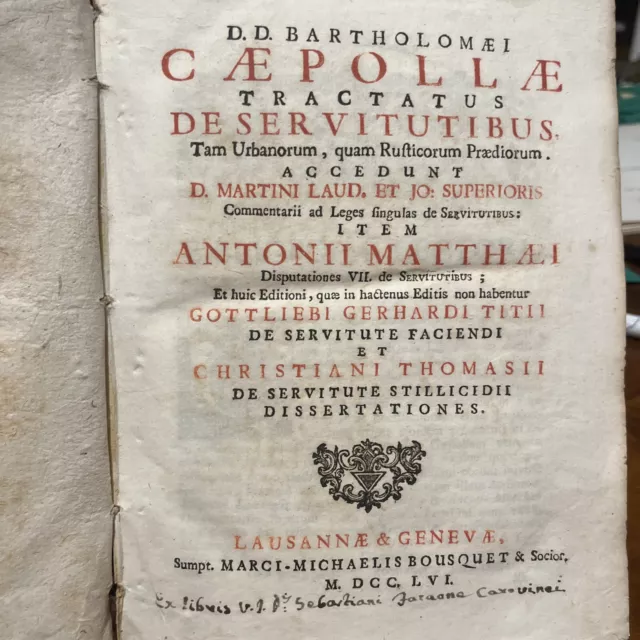 D. D. BARTHOLOMÆI
CÆPOLLÆ
TRACTATUS
DE SERVITUTIBUS,
Tam Urbanorum, quam Ruſticorum Prædiorum.
ACCEDUNT
D. MARTINI LAUD. ET JO: SUPERIORIS
Commentarii ad Leges ſingulas de SERVITUTIBUS:
ITEM
ANTONII MATTHÆI
Diſputationes VII. de SERVITUTIBUS;
Et huic Editioni, quæ in hactenus Editis non habentur
GOTTLIEBI GERHARDI TITII
DE SERVITUTE FACIENDI
ET
CHRISTIANI THOMASII
DE SERVITUTE STILLICIDII
DISSERTATIONES.
LAUSANNÆ & GENEVÆ,
Sumpt. MARCI-MICHAELIS BOUSQUET & Socior.
M. DCC. LVI.
Ex libris V. J. Dr. Sebastiani